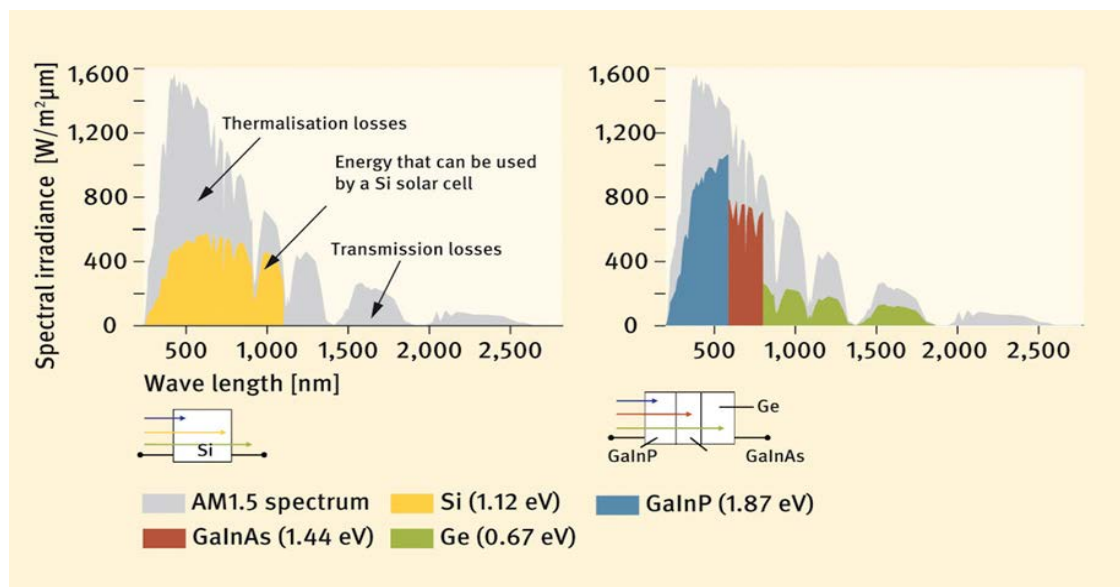 Spectral irradiance [W/m²µm]
1,600
1,200
800
400
0
Thermalisation losses
Energy that can be used
by a Si solar cell
Transmission losses
500
1,000
1,500
2,000
2,500
Wave length [nm]
Si
1,600
1,200
800
400
0
500
1,000
1,500
2,000
2,500
Ge
GaInP
GaInAs
AM1.5 spectrum
Si (1.12 eV)
GaInP (1.87 eV)
GaInAs (1.44 eV)
Ge (0.67 eV)